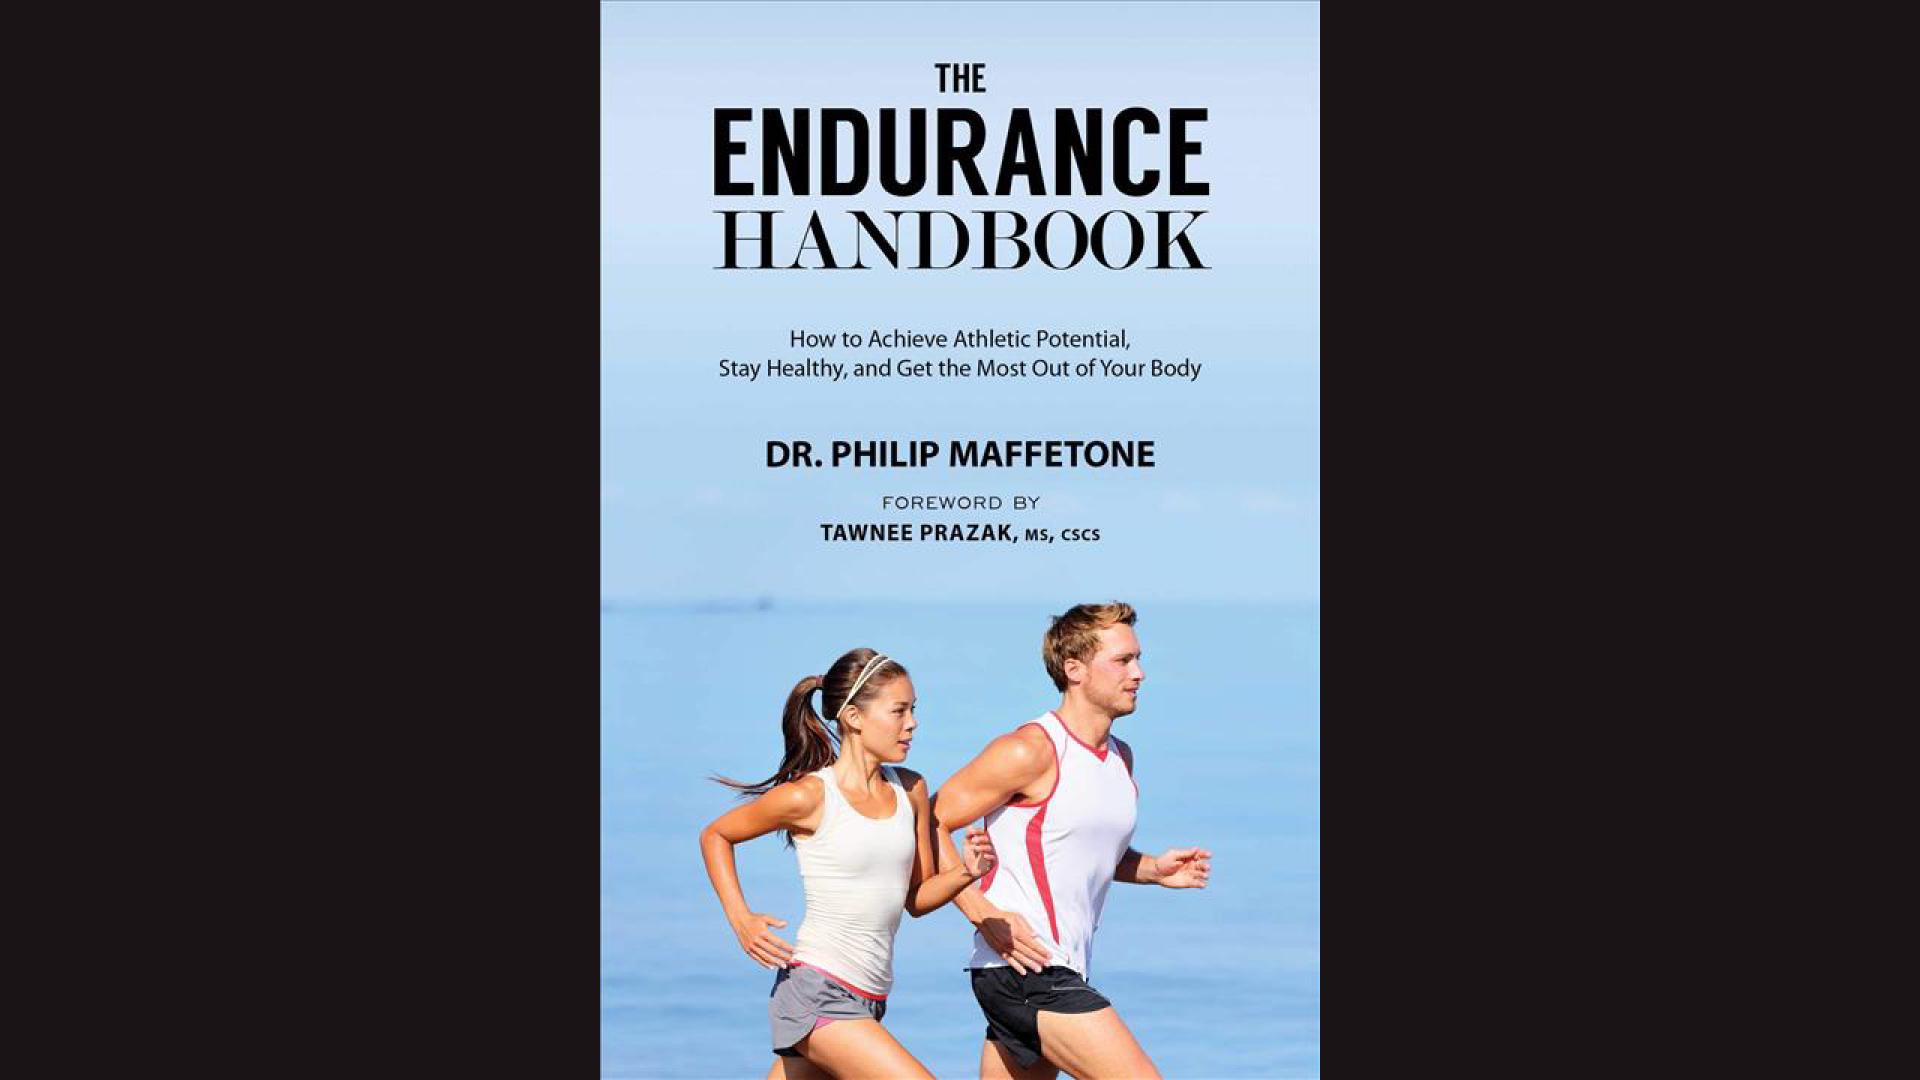 THE
ENDURANCE
HANDBOOK
How to Achieve Athletic Potential,
Stay Healthy, and Get the Most Out of Your Body
DR. PHILIP MAFFETONE
FOREWORD BY
TAWNEE PRAZAK, MS, CSCS